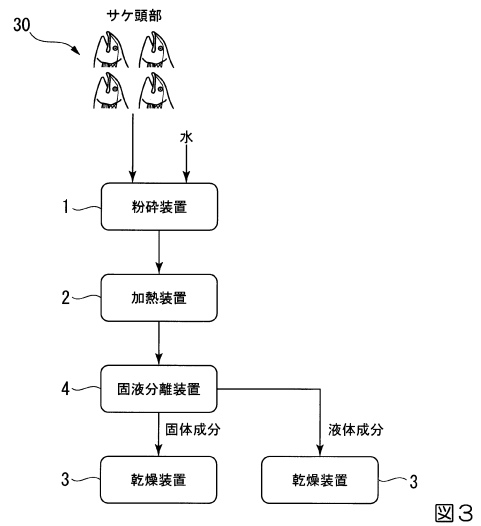 サケ頭部
30
水
1
粉砕装置
2
加熱装置
4
固液分離装置
固体成分
液体成分
3
乾燥装置
乾燥装置
3
図3